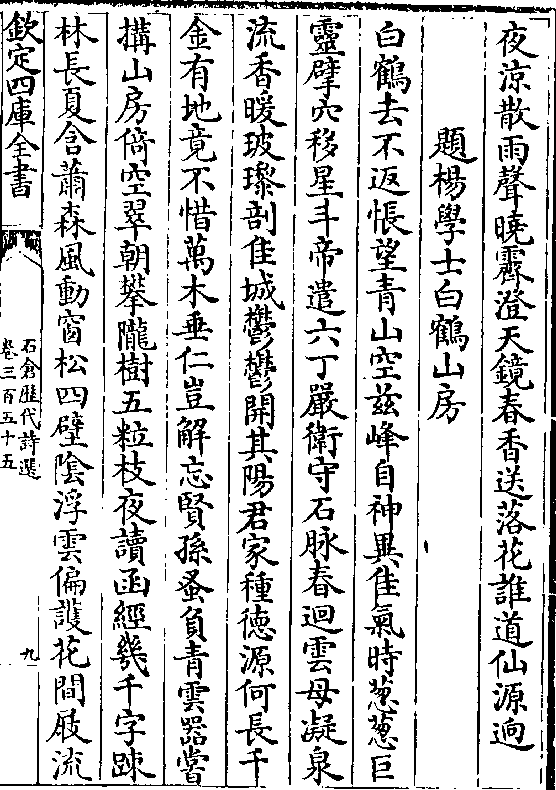 夜涼散雨聲曉霽澄天鏡春香送落花誰道仙源逈
題楊學士白鶴山房
白鶴去不返悵望青山空兹峰自神異佳氣時葱葱巨
靈擘穴移星斗帝遣六丁嚴衛守石脉春迴雲母凝泉
流香暖玻瓈剖佳城鬱鬱開其陽君家種德源何長千
金有地竟不惜萬木垂仁豈解忘賢孫蚤負青雲器嘗
搆山房倚空翠朝攀隴樹五粒枝夜讀函經幾千字踈
林長夏含蕭森風動窗松四壁陰浮雲偏護花間屐流
欽定四庫全書
石倉歷代詩選
卷三百五十五
九